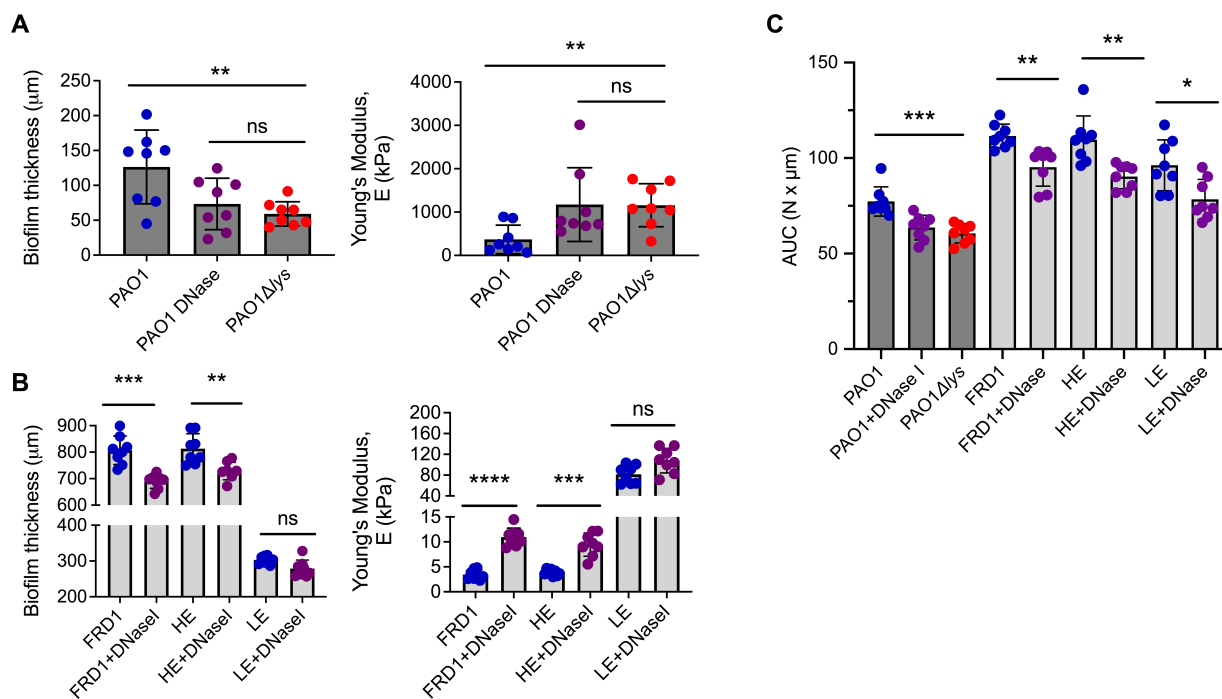 A
Biofilm thickness (μm)
250
200
150
100
50
0
**
ns
PAO1
PAO1 DNase
PAO1Δlys
Young's Modulus,
E (kPa)
4000
3000
2000
1000
0
**
ns
PAO1
PAO1 DNase
PAO1Δlys
B
Biofilm thickness (μm)
900
800
700
600
400
300
200
***
**
ns
FRD1
FRD1+DNaseI
HE
HE+DNaseI
LE
LE+DNaseI
Young's Modulus,
E (kPa)
200
160
120
80
40
15
10
5
0
****
***
ns
FRD1
FRD1+DNaseI
HE
HE+DNaseI
LE
LE+DNaseI
C
AUC (N x μm)
150
100
50
0
***
**
**
*
PAO1
PAO1+DNase I
PAO1Δlys
FRD1
FRD1+DNase
HE
HE+DNase
LE
LE+DNase